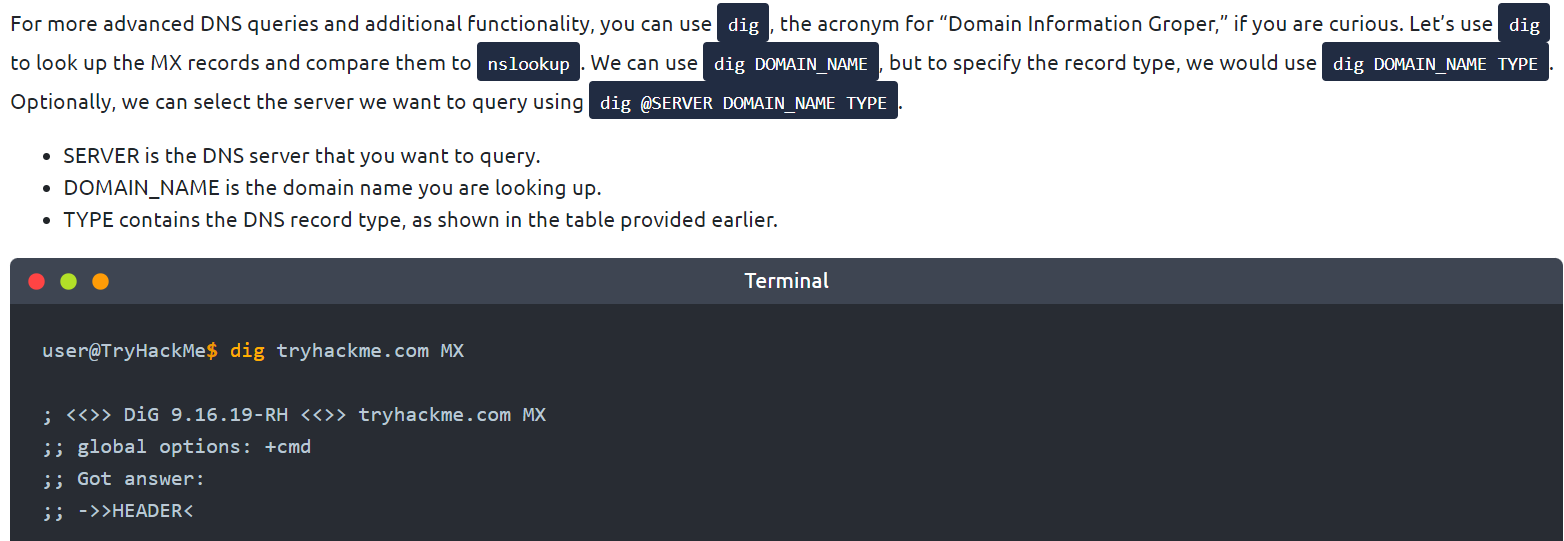 For more advanced DNS queries and additional functionality, you can use dig, the acronym for “Domain Information Groper,” if you are curious. Let’s use dig
to look up the MX records and compare them to nslookup. We can use dig DOMAIN_NAME, but to specify the record type, we would use dig DOMAIN_NAME TYPE.
Optionally, we can select the server we want to query using dig @SERVER DOMAIN_NAME TYPE.
• SERVER is the DNS server that you want to query.
• DOMAIN_NAME is the domain name you are looking up.
• TYPE contains the DNS record type, as shown in the table provided earlier.
Terminal
user@TryHackMe$ dig tryhackme.com MX
; <<>> DiG 9.16.19-RH <<>> tryhackme.com MX
;; global options: +cmd
;; Got answer:
;; ->>HEADER<